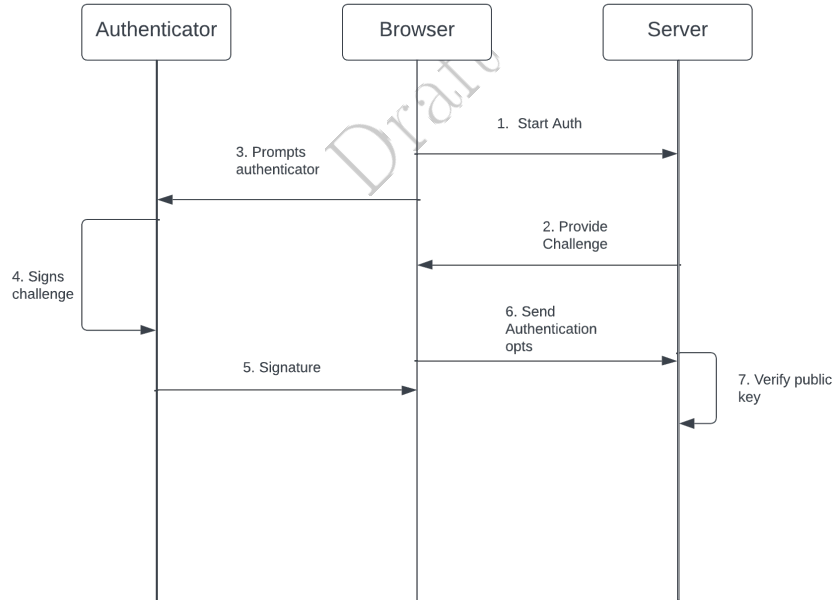 Authenticator
Browser
Server
Draft
1. Start Auth
3. Prompts
authenticator
2. Provide
Challenge
4. Signs
challenge
6. Send
Authentication
opts
5. Signature
7. Verify public
key